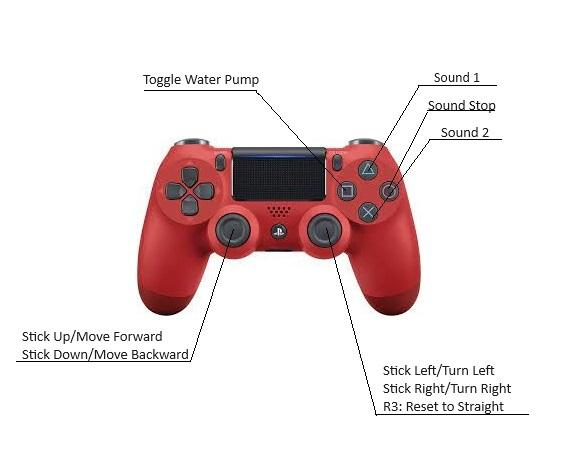 Toggle Water Pump
Sound 1
Sound Stop
Sound 2
Stick Up/Move Forward
Stick Down/Move Backward
Stick Left/Turn Left
Stick Right/Turn Right
R3: Reset to Straight